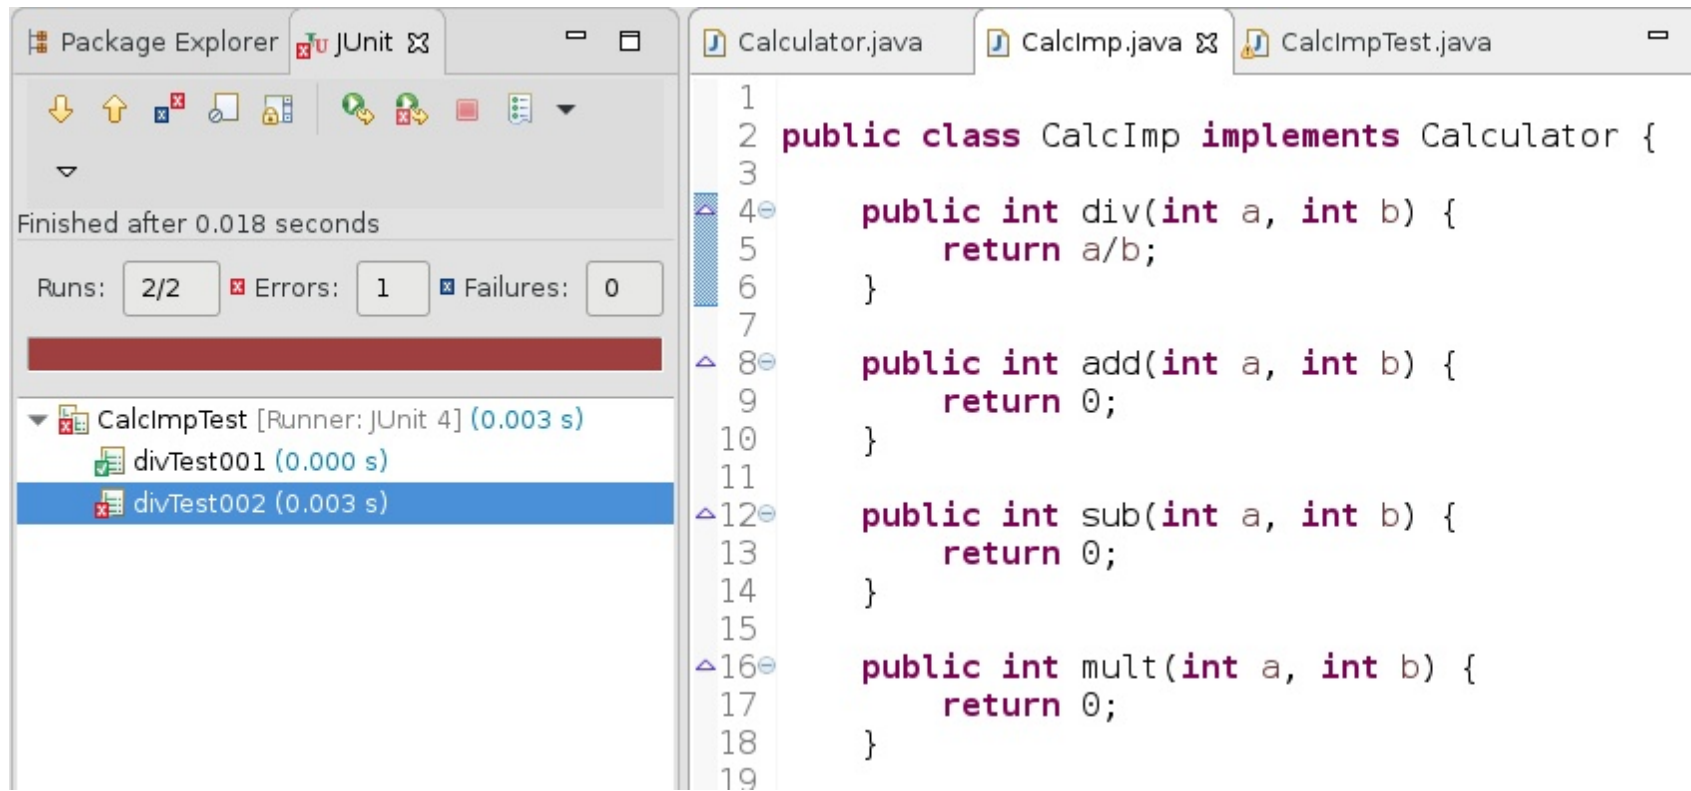 Package Explorer JUnit
Finished after 0.018 seconds
Runs: 2/2 Errors: 1 Failures: 0
CalcImpTest [Runner: JUnit 4] (0.003 s)
divTest001 (0.000 s)
divTest002 (0.003 s)
Calculator.java CalcImp.java CalcImpTest.java
1
2 public class CalcImp implements Calculator {
3
4 public int div(int a, int b) {
5 return a/b;
6 }
7
8 public int add(int a, int b) {
9 return 0;
10 }
11
12 public int sub(int a, int b) {
13 return 0;
14 }
15
16 public int mult(int a, int b) {
17 return 0;
18 }
19